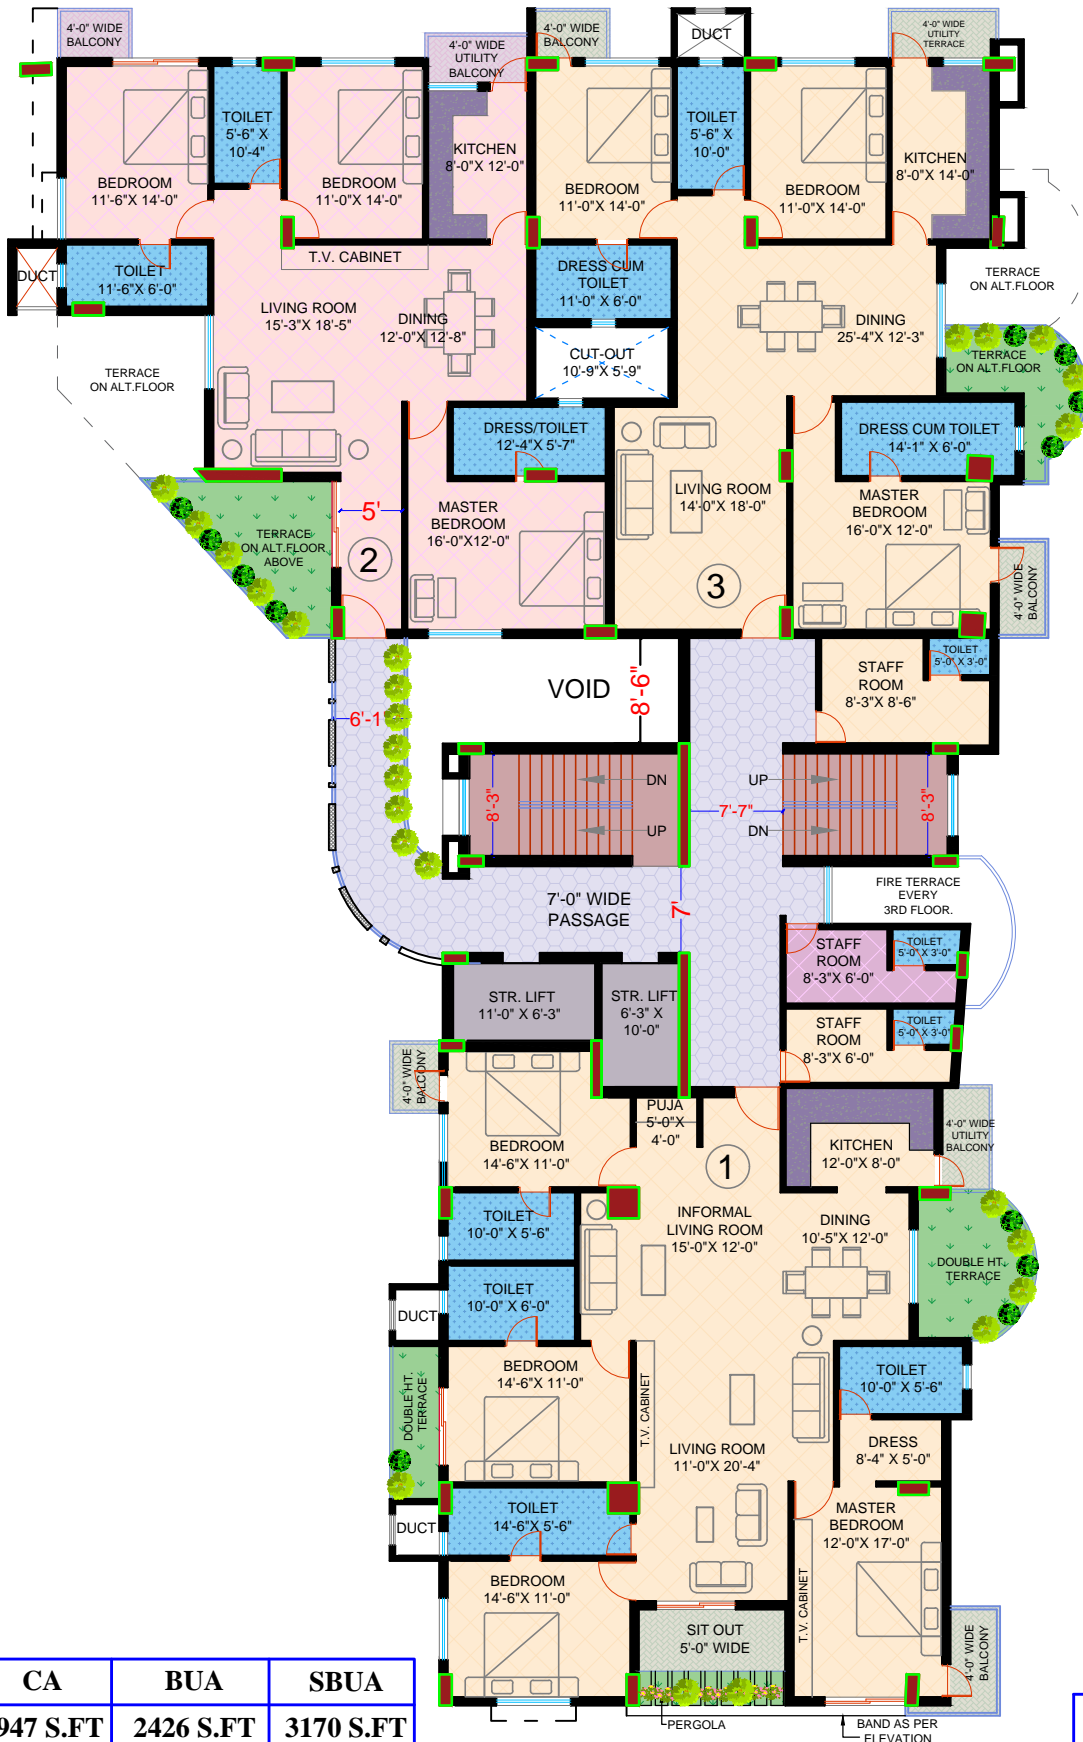 4'-0" WIDE
BALCONY
4'-0" WIDE
UTILITY
BALCONY
4'-0" WIDE
BALCONY
DUCT
4'-0" WIDE
UTILITY
TERRACE
TOILET
5'-6" X
10'-4"
BEDROOM
11'-6"X 14'-0"
BEDROOM
11'-0"X 14'-0"
KITCHEN
8'-0"X 12'-0"
BEDROOM
11'-0"X 14'-0"
TOILET
5'-6" X
10'-0"
BEDROOM
11'-0"X 14'-0"
KITCHEN
8'-0"X 14'-0"
DUCT
TOILET
11'-6"X 6'-0"
T.V. CABINET
DRESS CUM
TOILET
11'-0" X 6'-0"
TERRACE
ON ALT.FLOOR
LIVING ROOM
15'-3"X 18'-5"
DINING
12'-0"X 12'-8"
DINING
25'-4"X 12'-3"
CUT-OUT
10'-9"X 5'-9"
TERRACE
ON ALT.FLOOR
TERRACE
ON ALT.FLOOR
DRESS/TOILET
12'-4"X 5'-7"
DRESS CUM TOILET
14'-1" X 6'-0"
LIVING ROOM
14'-0"X 18'-0"
MASTER
BEDROOM
16'-0"X12'-0"
MASTER
BEDROOM
16'-0"X 12'-0"
5'
TERRACE
ON ALT.FLOOR
ABOVE
2
3
4'-0" WIDE
BALCONY
VOID
8'-6"
STAFF
ROOM
8'-3"X 8'-6"
TOILET
5'-0" X 3'-0"
6'-1
8'-3"
DN
UP
7'-7"
UP
DN
8'-3"
7'-0" WIDE
PASSAGE
7'
FIRE TERRACE
EVERY
3RD FLOOR.
STAFF
ROOM
8'-3"X 6'-0"
TOILET
5'-0" X 3'-0"
STR. LIFT
11'-0" X 6'-3"
STR. LIFT
6'-3" X
10'-0"
STAFF
ROOM
8'-3"X 6'-0"
TOILET
5'-0" X 3'-0"
4'-0" WIDE
BALCONY
PUJA
5'-0"X
4'-0"
BEDROOM
14'-6"X 11'-0"
1
KITCHEN
12'-0"X 8'-0"
4'-0" WIDE
UTILITY
BALCONY
TOILET
10'-0" X 5'-6"
INFORMAL
LIVING ROOM
15'-0"X 12'-0"
DINING
10'-5"X 12'-0"
DOUBLE HT.
TERRACE
TOILET
10'-0" X 6'-0"
DUCT
BEDROOM
14'-6"X 11'-0"
DOUBLE HT.
TERRACE
T.V. CABINET
TOILET
10'-0" X 5'-6"
LIVING ROOM
11'-0"X 20'-4"
DRESS
8'-4" X 5'-0"
TOILET
14'-6"X 5'-6"
DUCT
MASTER
BEDROOM
12'-0"X 17'-0"
BEDROOM
14'-6"X 11'-0"
T.V. CABINET
SIT OUT
5'-0" WIDE
4'-0" WIDE
BALCONY
PERGOLA
BAND AS PER
ELEVATION
CA BUA SBUA
947 S.FT 2426 S.FT 3170 S.FT